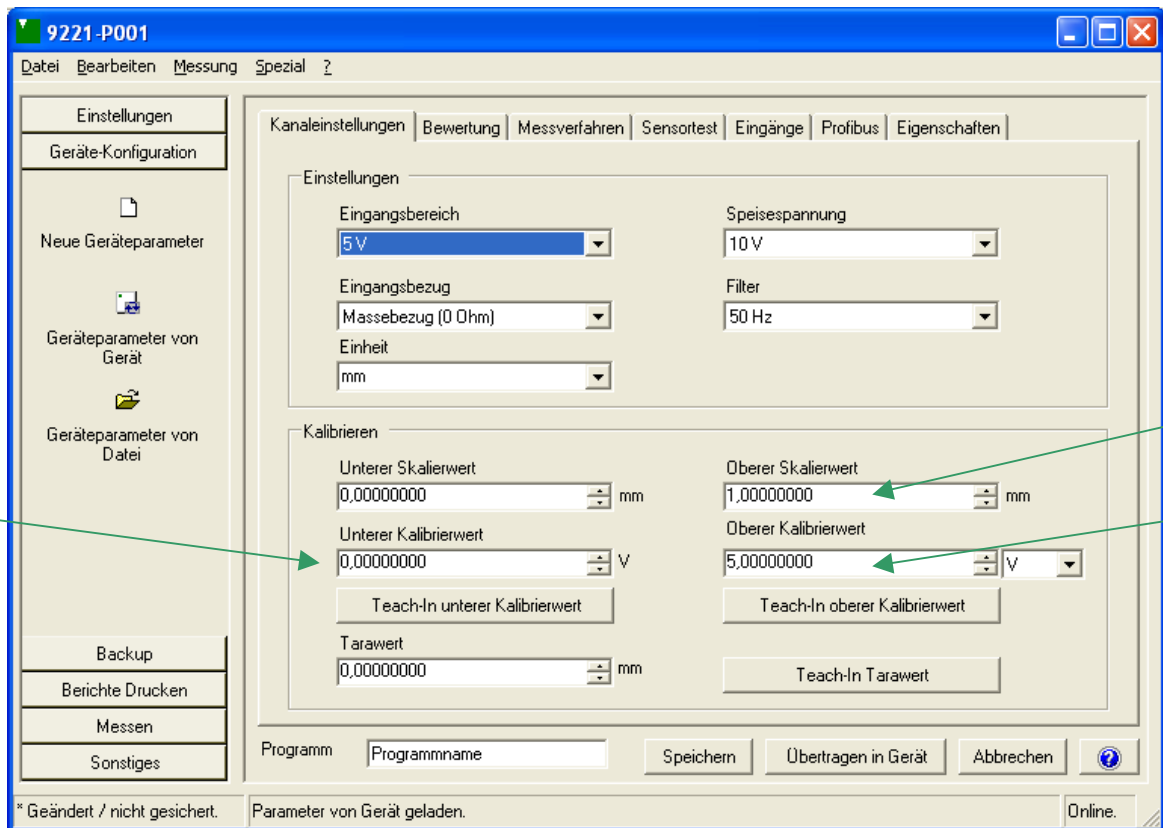 9221-P001
Datei Bearbeiten Messung Spezial ?
Einstellungen
Geräte-Konfiguration
Neue Geräteparameter
Geräteparameter von
Gerät
Geräteparameter von
Datei
Backup
Berichte Drucken
Messen
Sonstiges
Kanaleinstellungen Bewertung Messverfahren Sensortest Eingänge Profibus Eigenschaften
Einstellungen
Eingangsbereich Speisespannung
5 V 10 V
Eingangsbezug Filter
Massebezug (0 Ohm) 50 Hz
Einheit
mm
Kalibrieren
Unterer Skalierwert Oberer Skalierwert
0,00000000 mm 1,00000000 mm
Unterer Kalibrierwert Oberer Kalibrierwert
0,00000000 V 5,00000000 V
Teach-In unterer Kalibrierwert Teach-In oberer Kalibrierwert
Tarawert
0,00000000 mm Teach-In Tarawert
Programm Programmname Speichern Übertragen in Gerät Abbrechen ?
* Geändert / nicht gesichert. Parameter von Gerät geladen. Online.